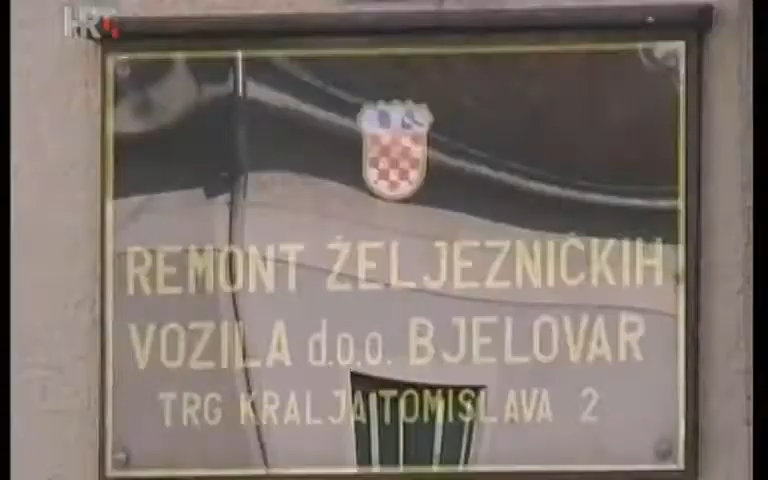 HRT
REMONT ŽELJEZNIČKIH
VOZILA d.o.o. BJELOVAR
TRG KRALJA TOMISLAVA 2